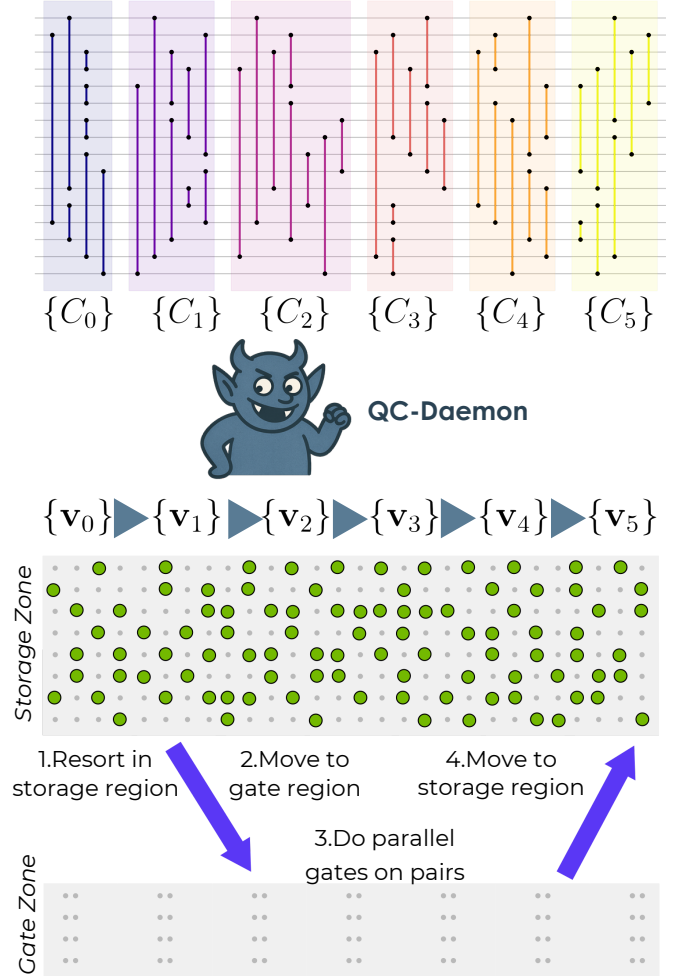 {C₀} {C₁} {C₂} {C₃} {C₄} {C₅}
QC-Daemon
{v₀} {v₁} {v₂} {v₃} {v₄} {v₅}
Storage Zone
1.Resort in
storage region
2.Move to
gate region
4.Move to
storage region
3.Do parallel
gates on pairs
Gate Zone